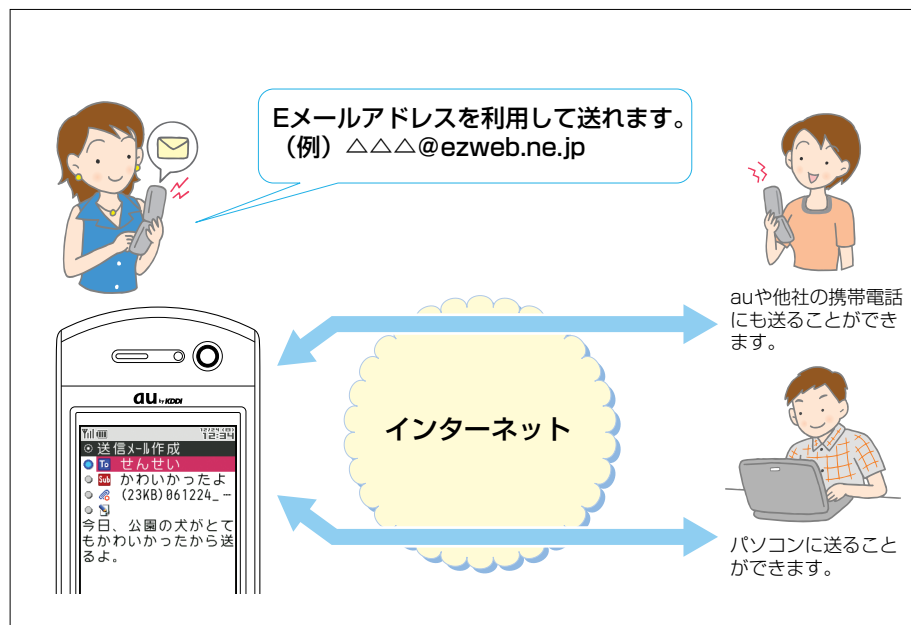 Eメールアドレスを利用して送れます。
（例）△△△@ezweb.ne.jp
auや他社の携帯電話
にも送ることができ
ます。
au by KDDI
12/24(日)
12:34
送信メール作成
To せんせい
Sub かわいかったよ
(23KB)061224_…
今日、公園の犬がとて
もかわいかったから送
るよ。
インターネット
パソコンに送ること
ができます。